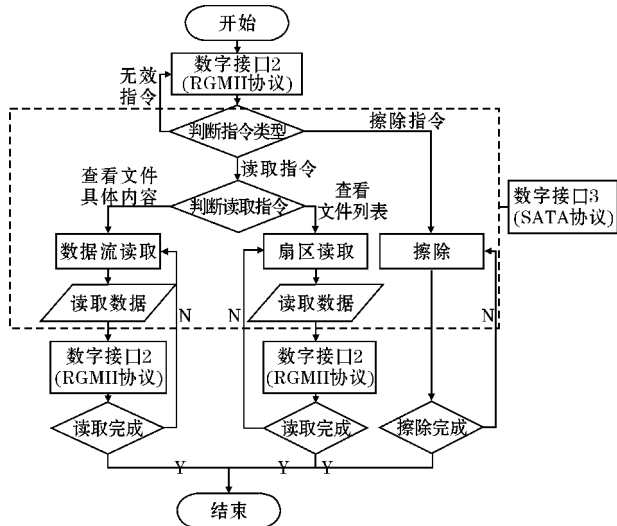 开始
数字接口2
(RGMII协议)
无效
指令
判断指令类型
擦除指令
读取指令
查看文件
具体内容
判断读取指令
查看
文件列表
数字接口3
(SATA协议)
数据流读取
扇区读取
擦除
读取数据
N
N
读取数据
N
数字接口2
(RGMII协议)
数字接口2
(RGMII协议)
读取完成
读取完成
擦除完成
Y
Y
Y
结束